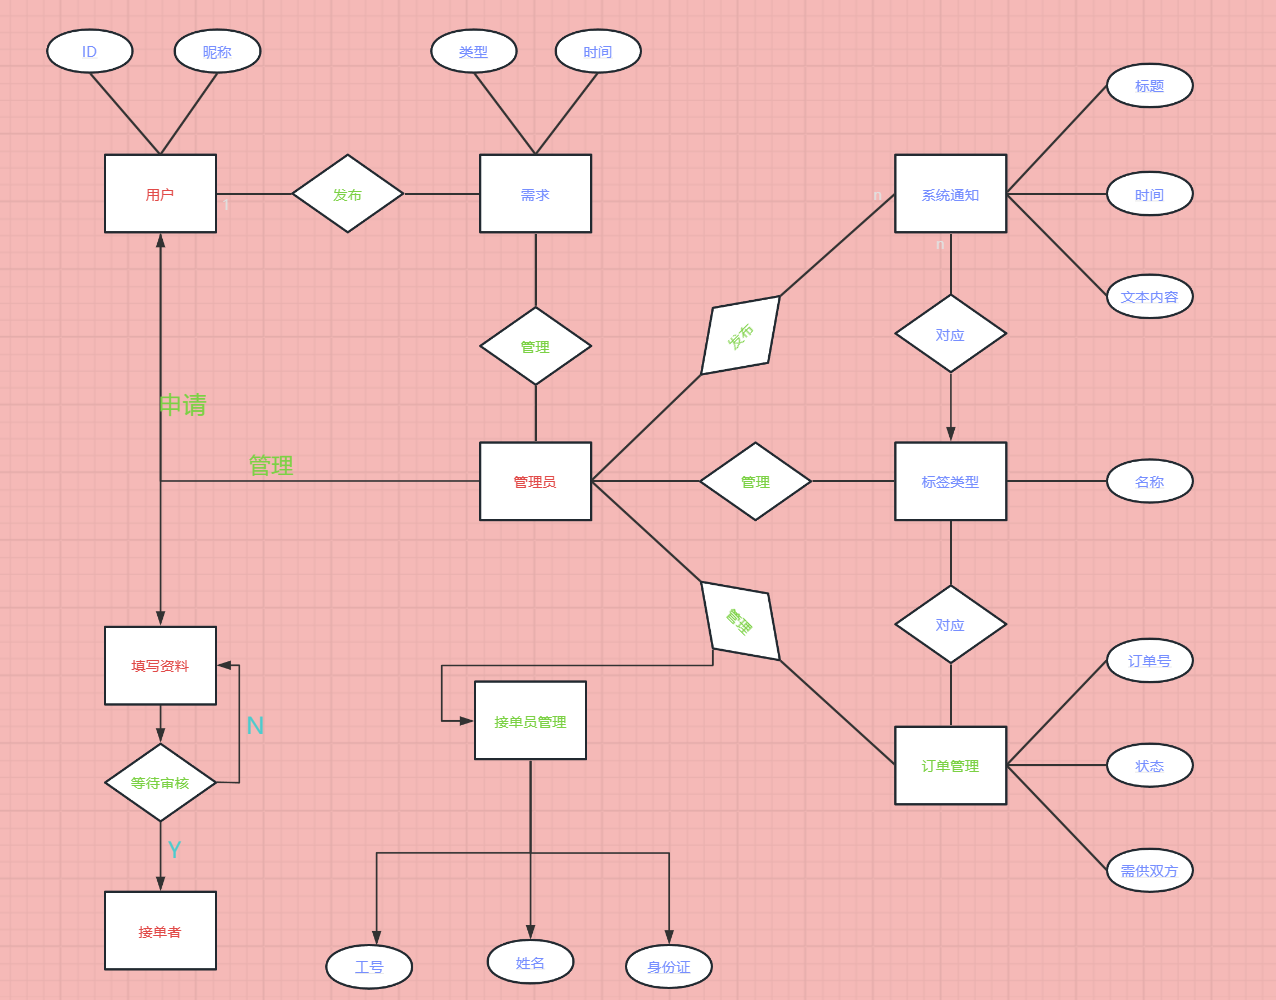 ID
昵称
类型
时间
标题
用户
1
发布
需求
n
系统通知
时间
n
文本内容
发布
对应
管理
申请
管理
管理员
管理
标签类型
名称
管理
对应
填写资料
订单号
N
接单员管理
订单管理
状态
等待审核
Y
需供双方
接单者
工号
姓名
身份证